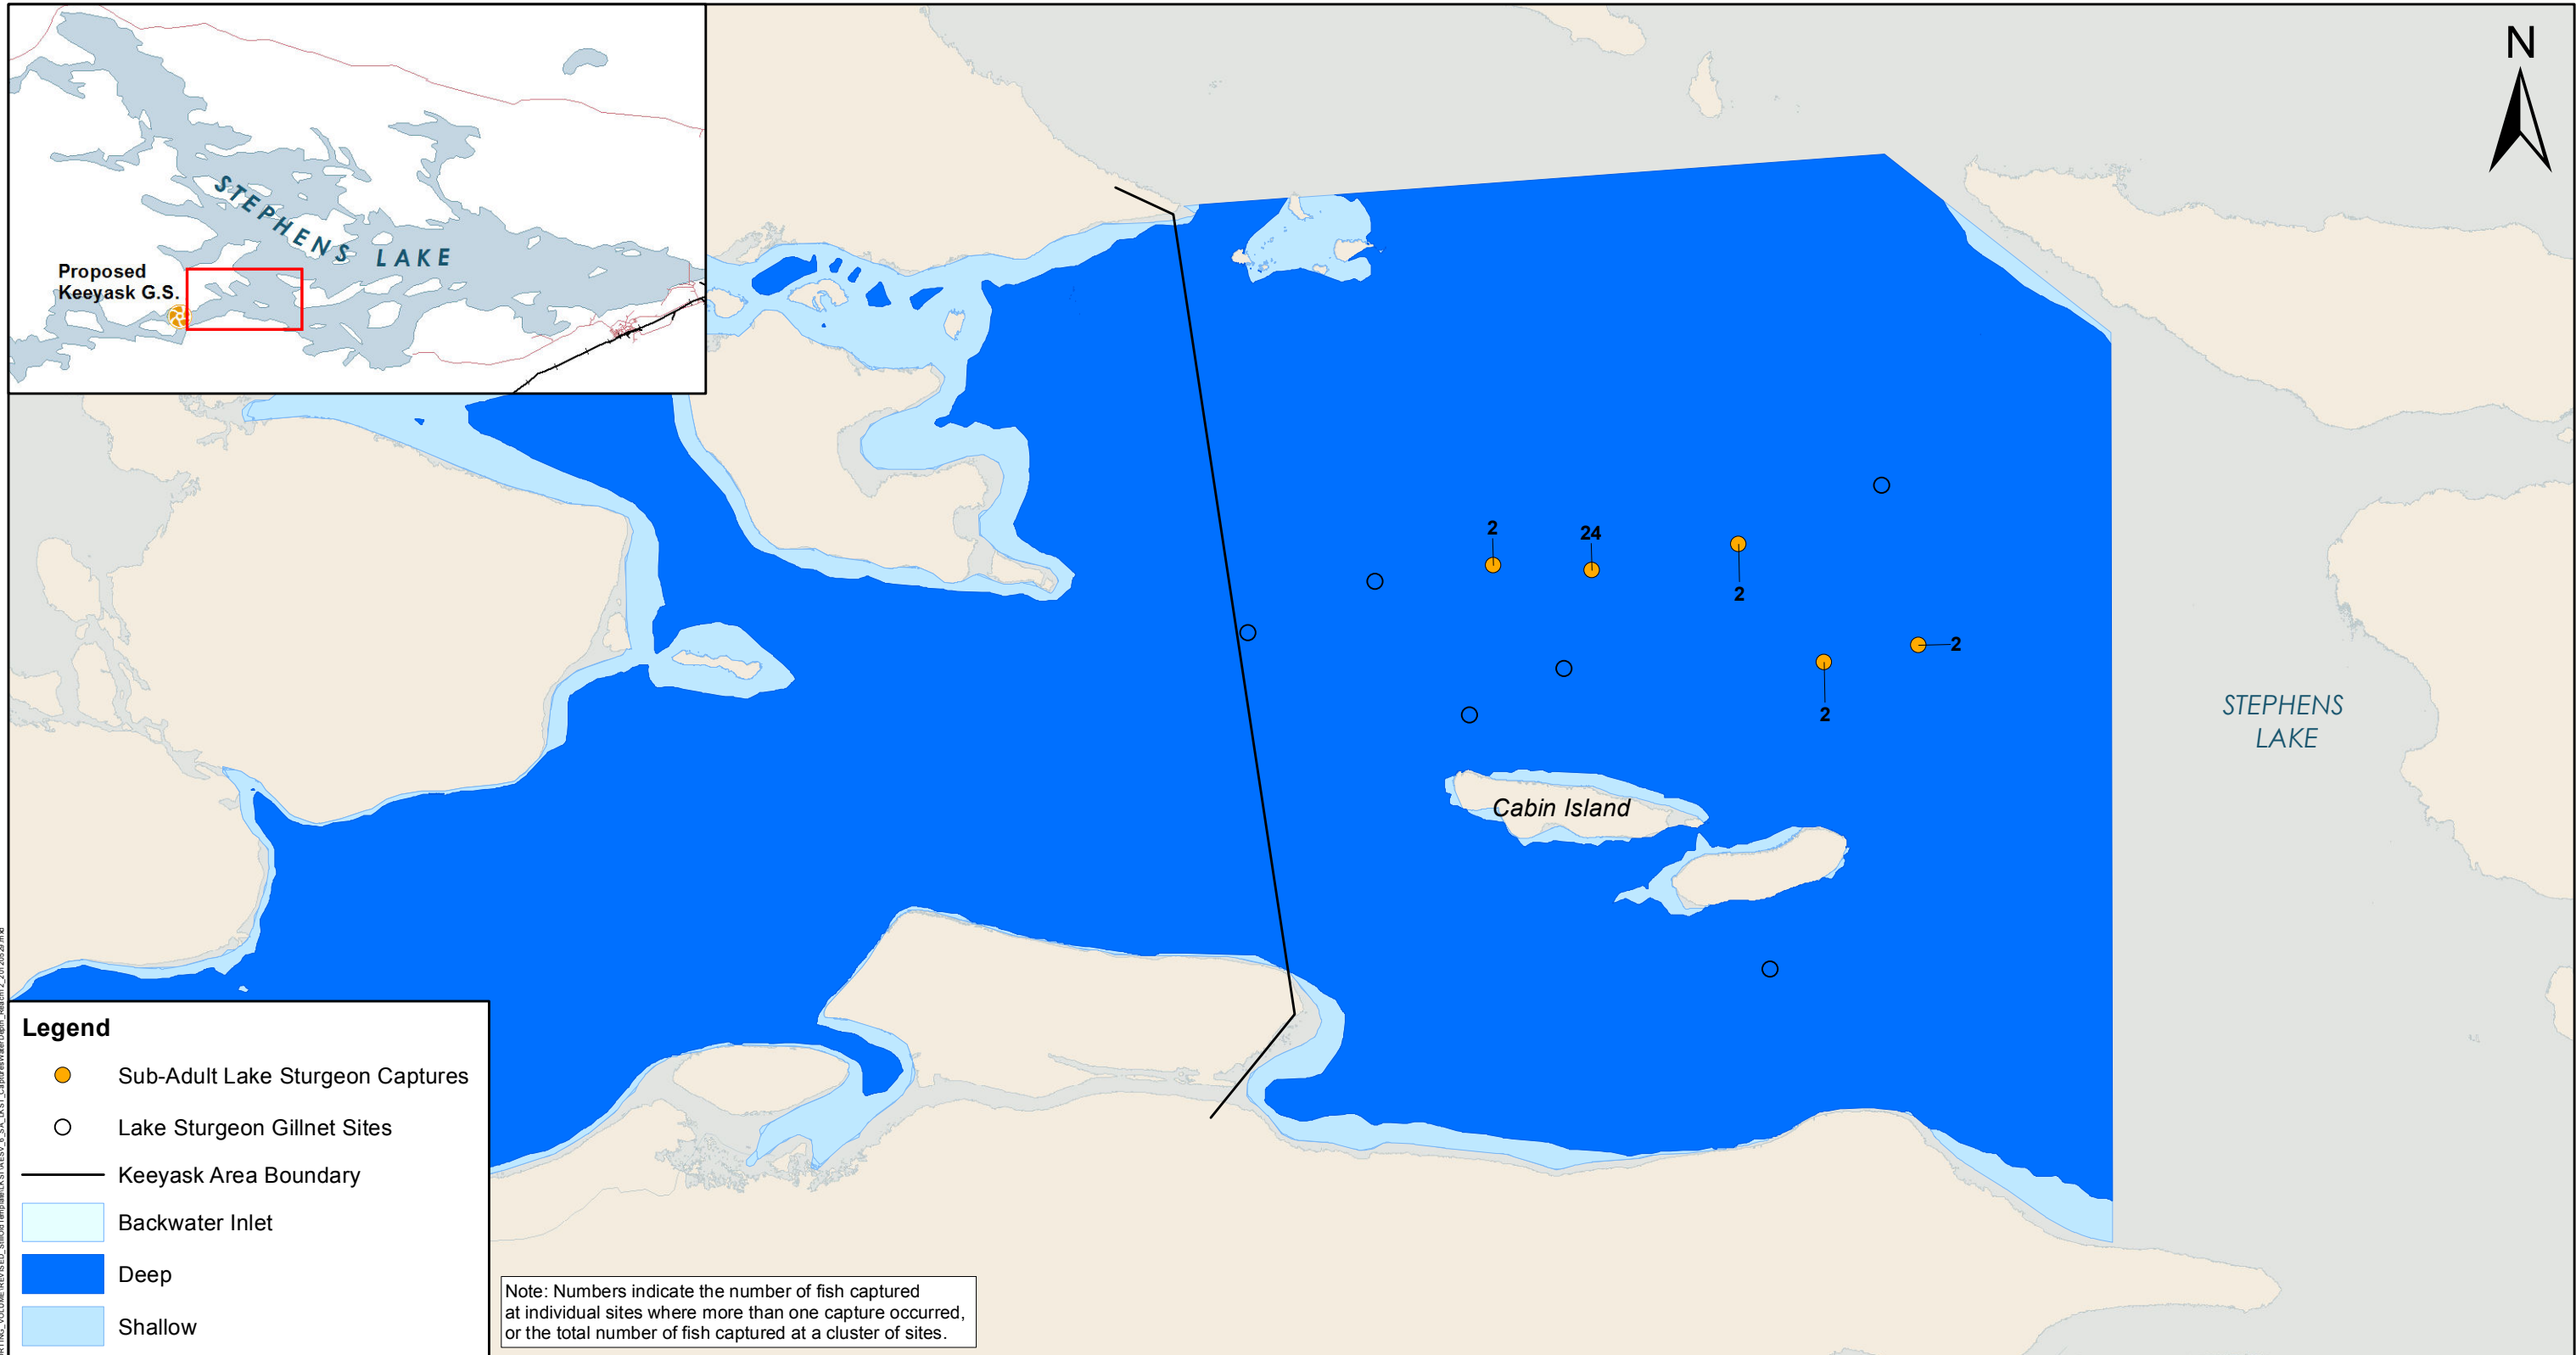 N
STEPHENS LAKE
Proposed
Keeyask G.S.
2
24
2
2
2
STEPHENS
LAKE
Cabin Island
Legend
Sub-Adult Lake Sturgeon Captures
Lake Sturgeon Gillnet Sites
Keeyask Area Boundary
Backwater Inlet
Deep
Shallow
Note: Numbers indicate the number of fish captured
at individual sites where more than one capture occurred,
or the total number of fish captured at a cluster of sites.